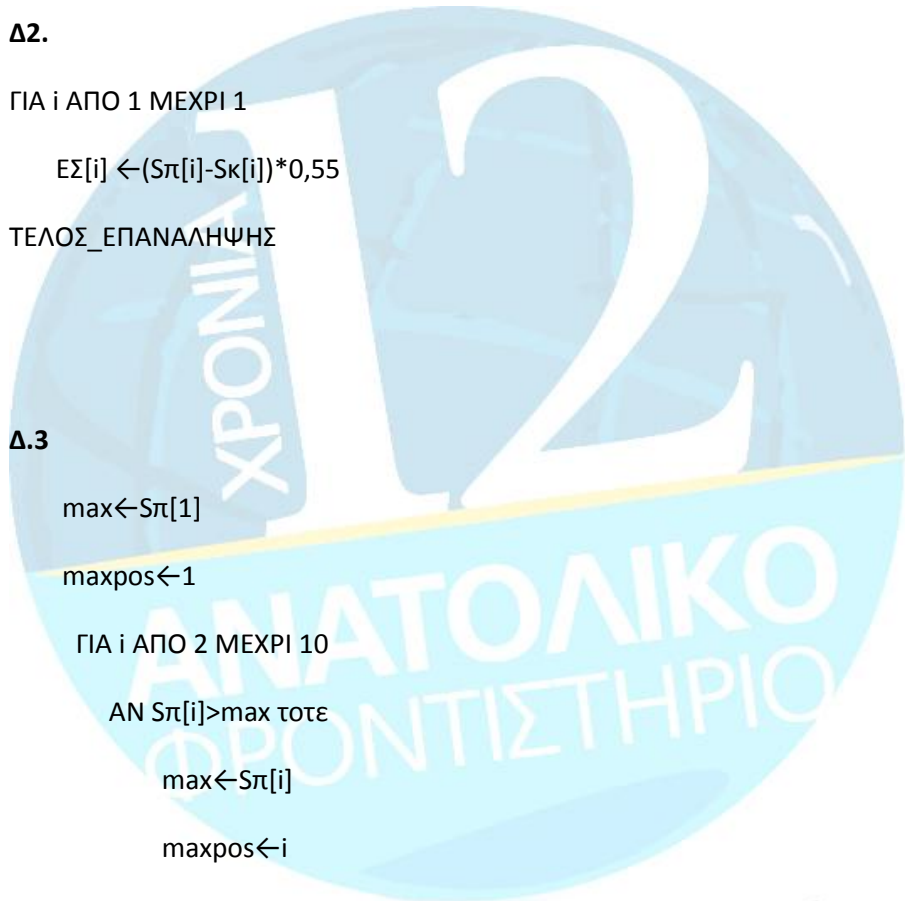 Δ2.
ΓΙΑ i ΑΠΟ 1 ΜΕΧΡΙ 1
ΕΣ[i] ←(Sπ[i]-Sκ[i])*0,55
ΤΕΛΟΣ_ΕΠΑΝΑΛΗΨΗΣ
Δ.3
max←Sπ[1]
maxpos←1
ΓΙΑ i ΑΠΟ 2 ΜΕΧΡΙ 10
ΑΝ Sπ[i]>max τοτε
max←Sπ[i]
maxpos←i
12
ΧΡΟΝΙΑ
ΑΝΑΤΟΛΙΚΟ
ΦΡΟΝΤΙΣΤΗΡΙΟ